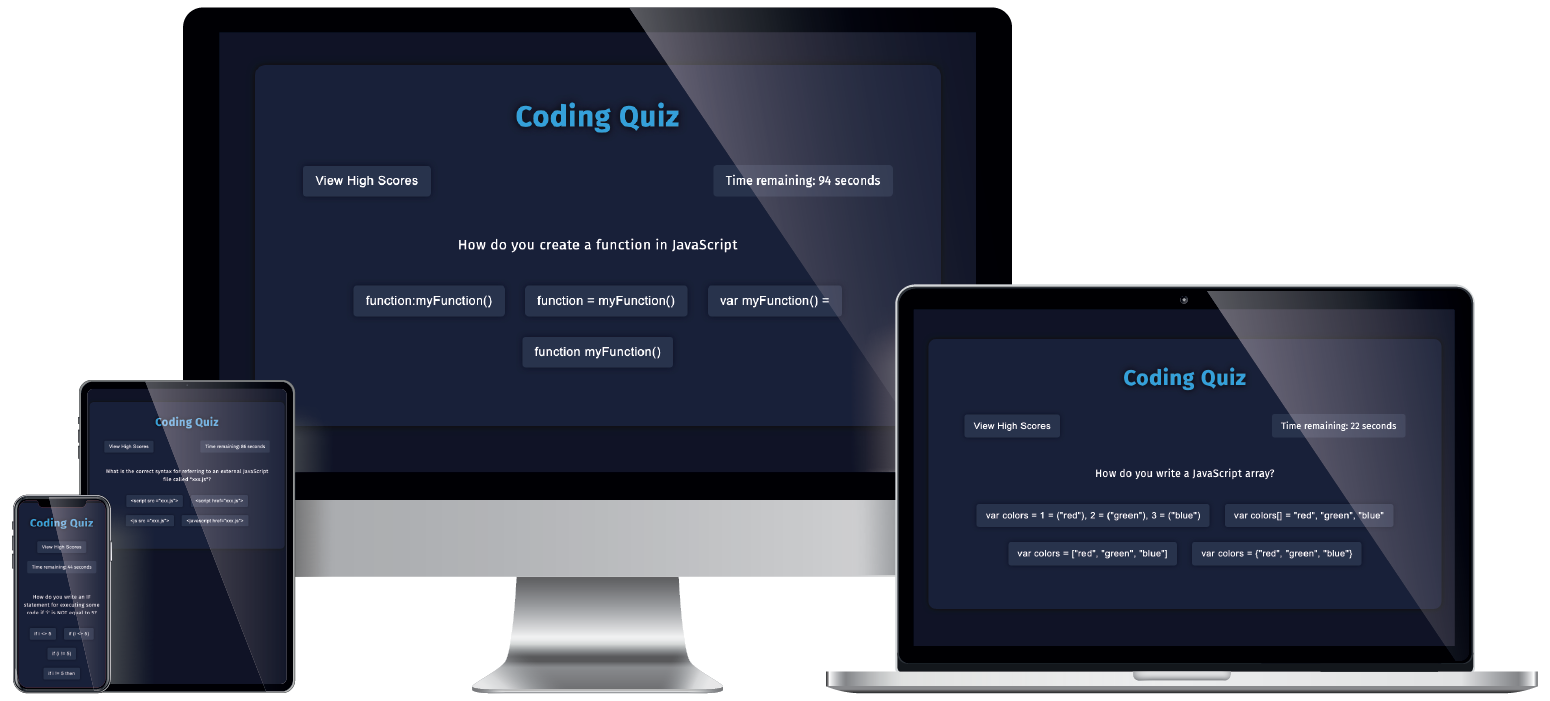 Coding Quiz
View High Scores
Time remaining: 94 seconds
How do you create a function in JavaScript
function:myFunction()
function = myFunction()
var myFunction() =
function myFunction()
Coding Quiz
View High Scores
Time remaining: 22 seconds
How do you write a JavaScript array?
var colors = 1 = ("red"), 2 = ("green"), 3 = ("blue")
var colors[] = "red", "green", "blue"
var colors = ["red", "green", "blue"]
var colors = {"red", "green", "blue"}
Coding Quiz
View High Scores
Time remaining: 86 seconds
What is the correct syntax for referring to an external JavaScript
file called "xxx.js"?
<script src ="xxx.js">
<script href="xxx.js">
<js src ="xxx.js">
<javascript href="xxx.js">
Coding Quiz
View High Scores
Time remaining: 44 seconds
How do you write an IF
statement for executing some
code if 'i' is NOT equal to 5?
if i <> 5
if (i <> 5)
if (i != 5)
if i != 5 then